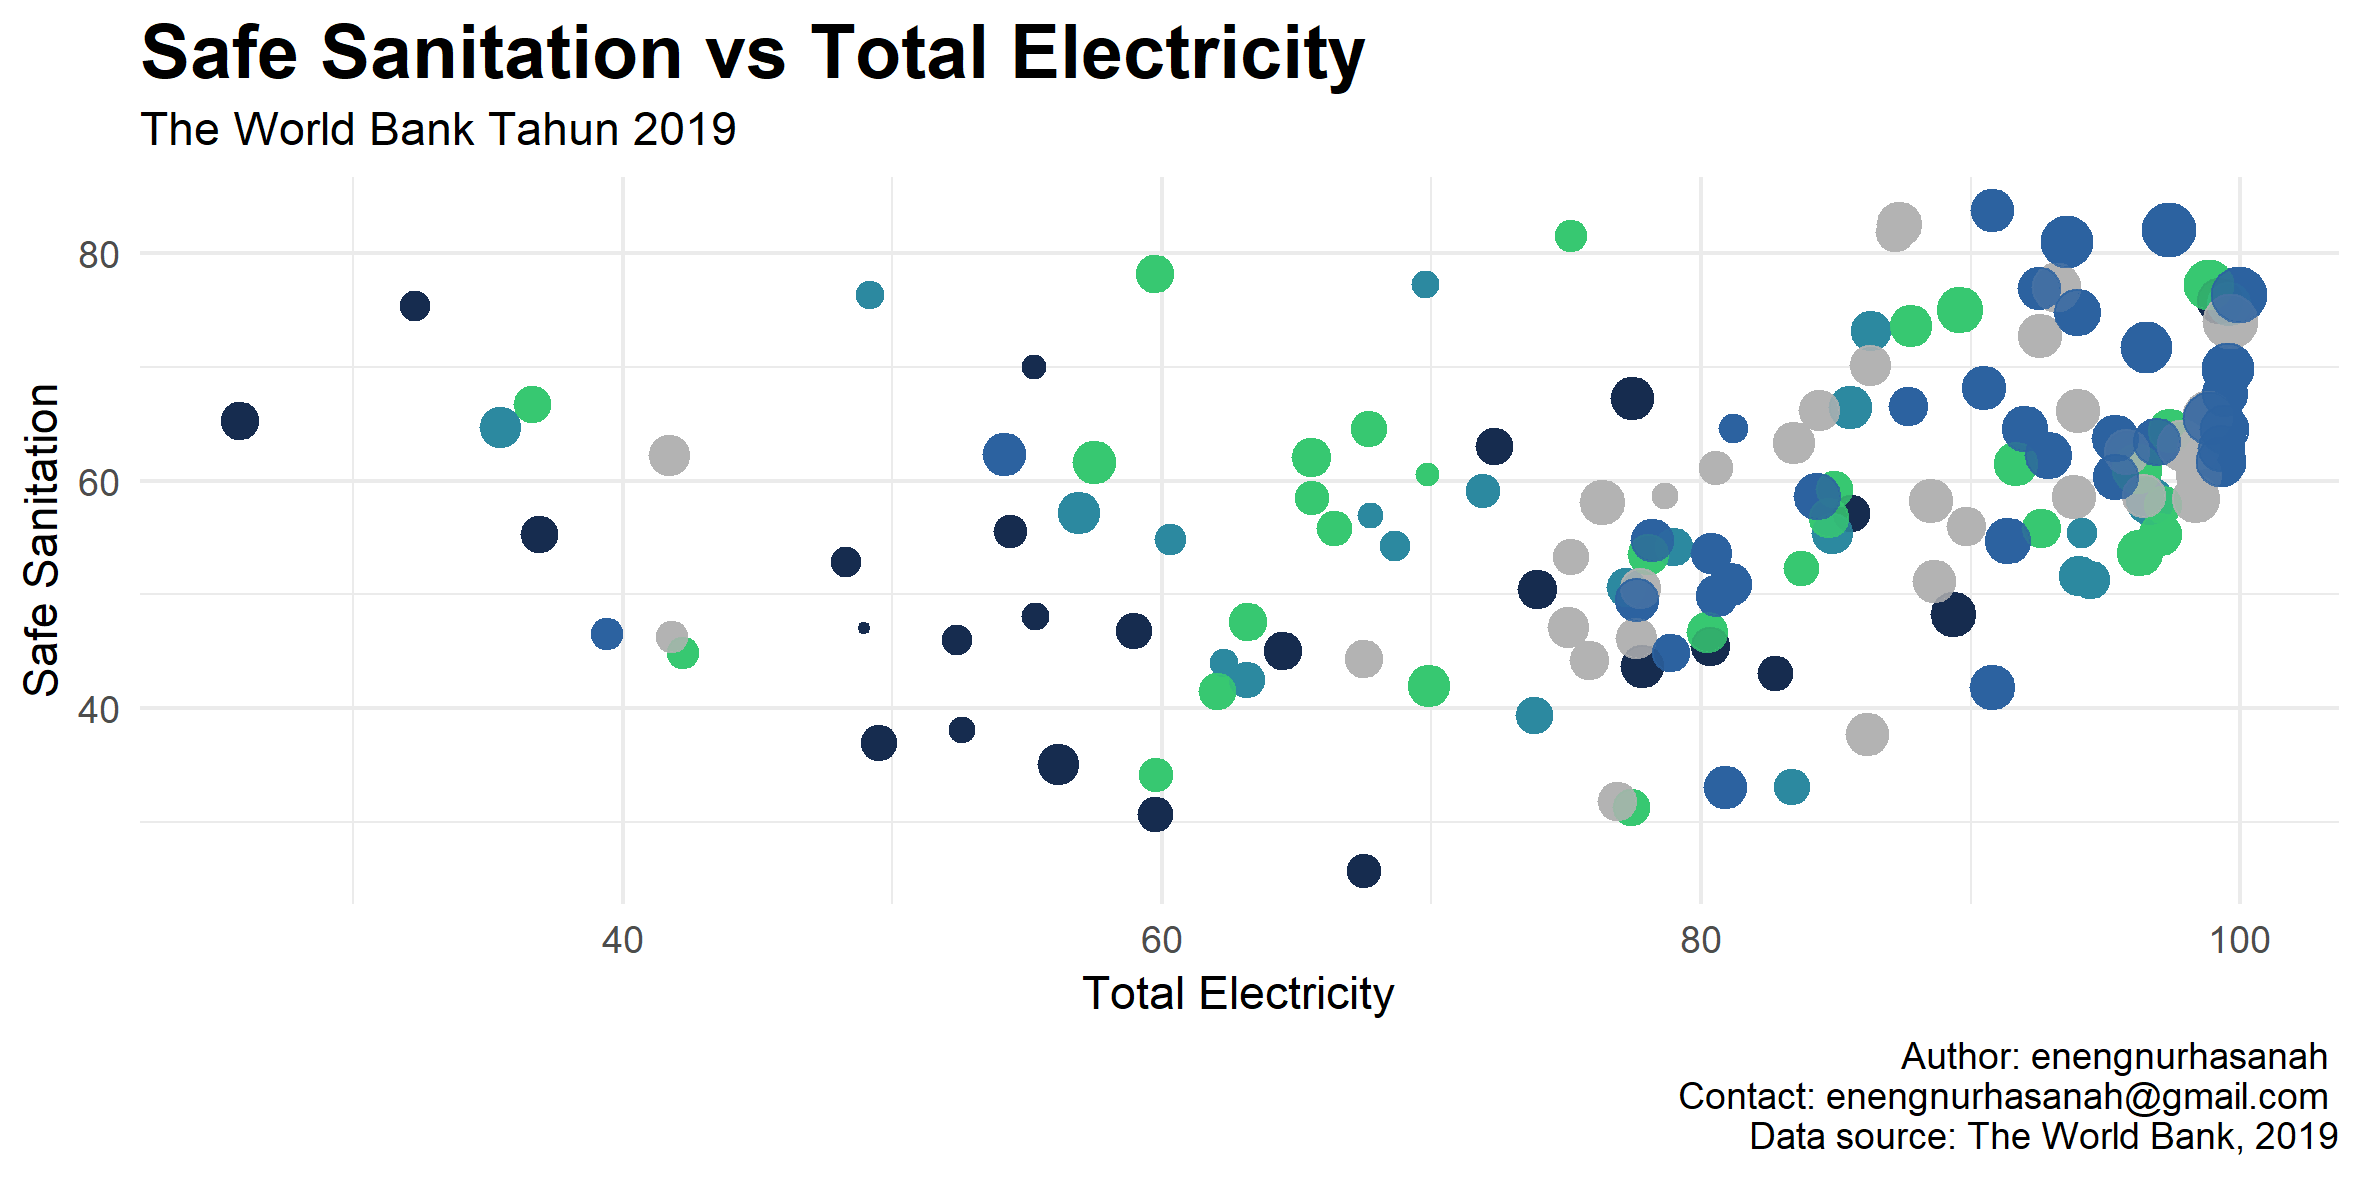 Safe Sanitation vs Total Electricity
The World Bank Tahun 2019
Safe Sanitation
80
60
40
40 60 80 100
Total Electricity
Author: enengnurhasanah
Contact: enengnurhasanah@gmail.com
Data source: The World Bank, 2019